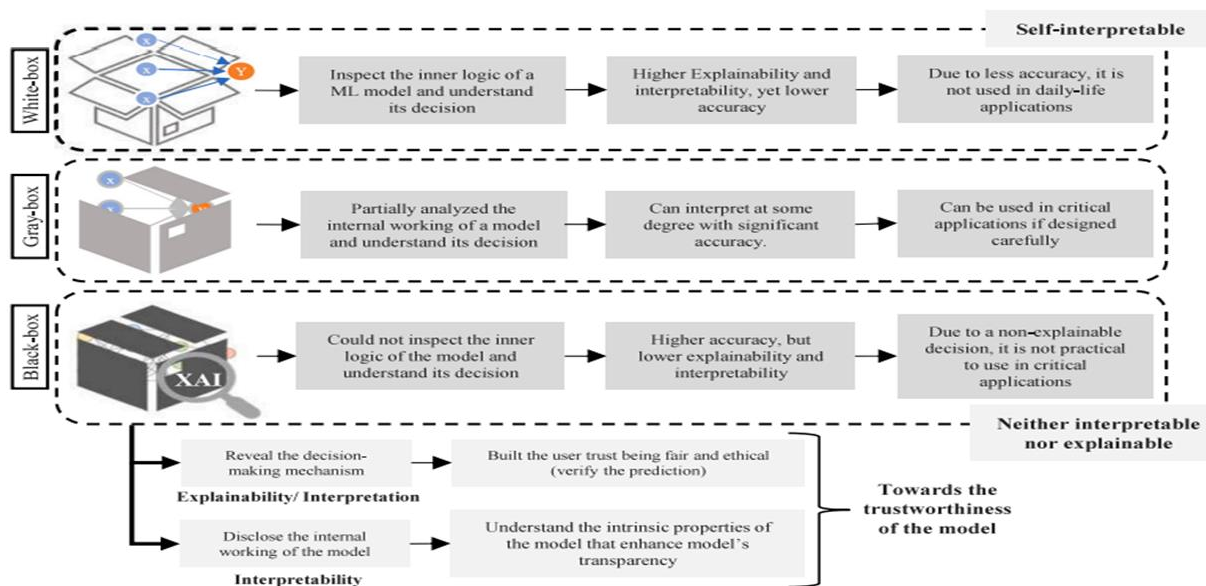 Self-interpretable
White-box
x
x
x
Y
Inspect the inner logic of a
ML model and understand
its decision
Higher Explainability and
interpretability, yet lower
accuracy
Due to less accuracy, it is
not used in daily-life
applications
Gray-box
x
x
Partially analyzed the
internal working of a model
and understand its decision
Can interpret at some
degree with significant
accuracy.
Can be used in critical
applications if designed
carefully
Black-box
XAI
Could not inspect the inner
logic of the model and
understand its decision
Higher accuracy, but
lower explainability and
interpretability
Due to a non-explainable
decision, it is not practical
to use in critical
applications
Neither interpretable
nor explainable
Reveal the decision-
making mechanism
Explainability/ Interpretation
Built the user trust being fair and ethical
(verify the prediction)
Disclose the internal
working of the model
Interpretability
Understand the intrinsic properties of
the model that enhance model's
transparency
Towards the
trustworthiness
of the model